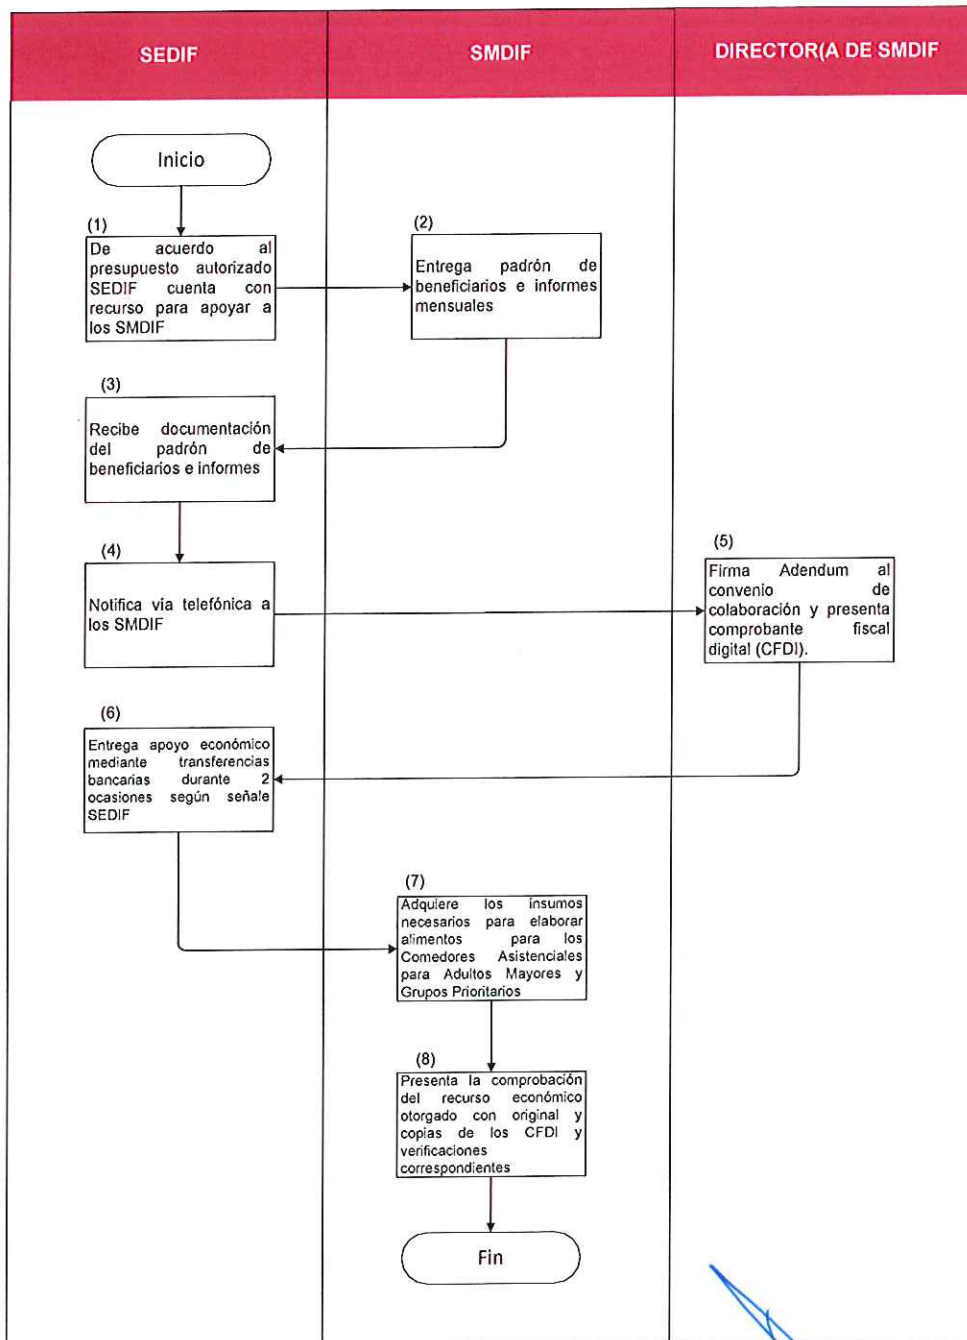 SEDIF
SMDIF
DIRECTOR(A DE SMDIF
Inicio
(1)
De acuerdo al
presupuesto autorizado
SEDIF cuenta con
recurso para apoyar a
los SMDIF
(2)
Entrega padrón de
beneficiarios e informes
mensuales
(3)
Recibe documentación
del padrón de
beneficiarios e informes
(4)
Notifica vía telefónica a
los SMDIF
(5)
Firma Adendum al
convenio de
colaboración y presenta
comprobante fiscal
digital (CFDI).
(6)
Entrega apoyo económico
mediante transferencias
bancarias durante 2
ocasiones según señale
SEDIF
(7)
Adquiere los insumos
necesarios para elaborar
alimentos para los
Comedores Asistenciales
para Adultos Mayores y
Grupos Prioritarios
(8)
Presenta la comprobación
del recurso económico
otorgado con original y
copias de los CFDI y
verificaciones
correspondientes
Fin